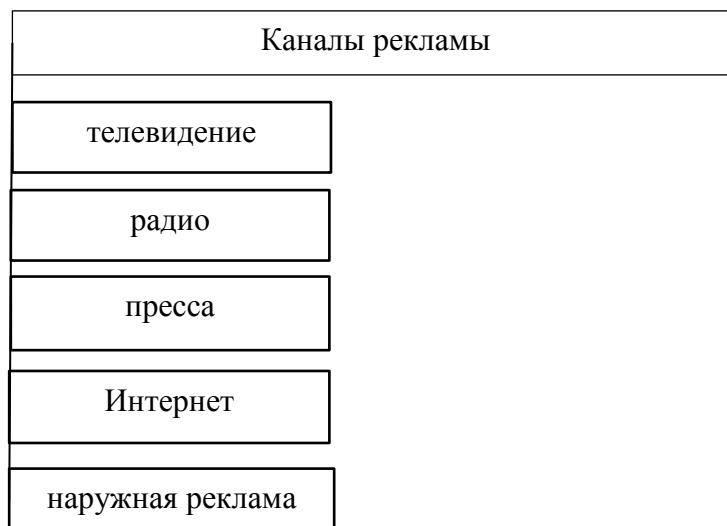 Каналы рекламы
телевидение
радио
пресса
Интернет
наружная реклама